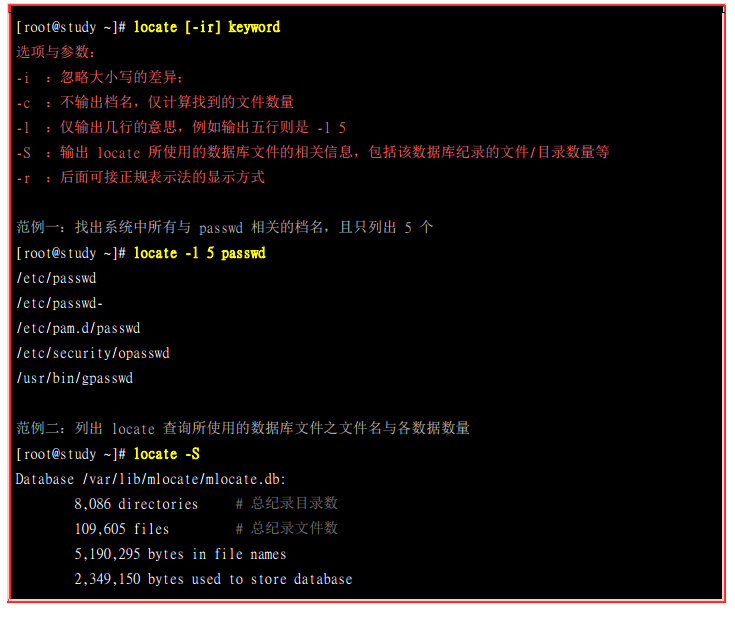 [root@study ~]# locate [-ir] keyword
选项与参数：
-i  ：忽略大小写的差异；
-c  ：不输出档名，仅计算找到的文件数量
-l  ：仅输出几行的意思，例如输出五行则是 -l 5
-S  ：输出 locate 所使用的数据库文件的相关信息，包括该数据库纪录的文件/目录数量等
-r  ：后面可接正规表示法的显示方式
范例一：找出系统中所有与 passwd 相关的档名，且只列出 5 个
[root@study ~]# locate -l 5 passwd
/etc/passwd
/etc/passwd-
/etc/pam.d/passwd
/etc/security/opasswd
/usr/bin/gpasswd
范例二：列出 locate 查询所使用的数据库文件之文件名与各数据数量
[root@study ~]# locate -S
Database /var/lib/mlocate/mlocate.db:
        8,086 directories     # 总纪录目录数
        109,605 files         # 总纪录文件数
        5,190,295 bytes in file names
        2,349,150 bytes used to store database